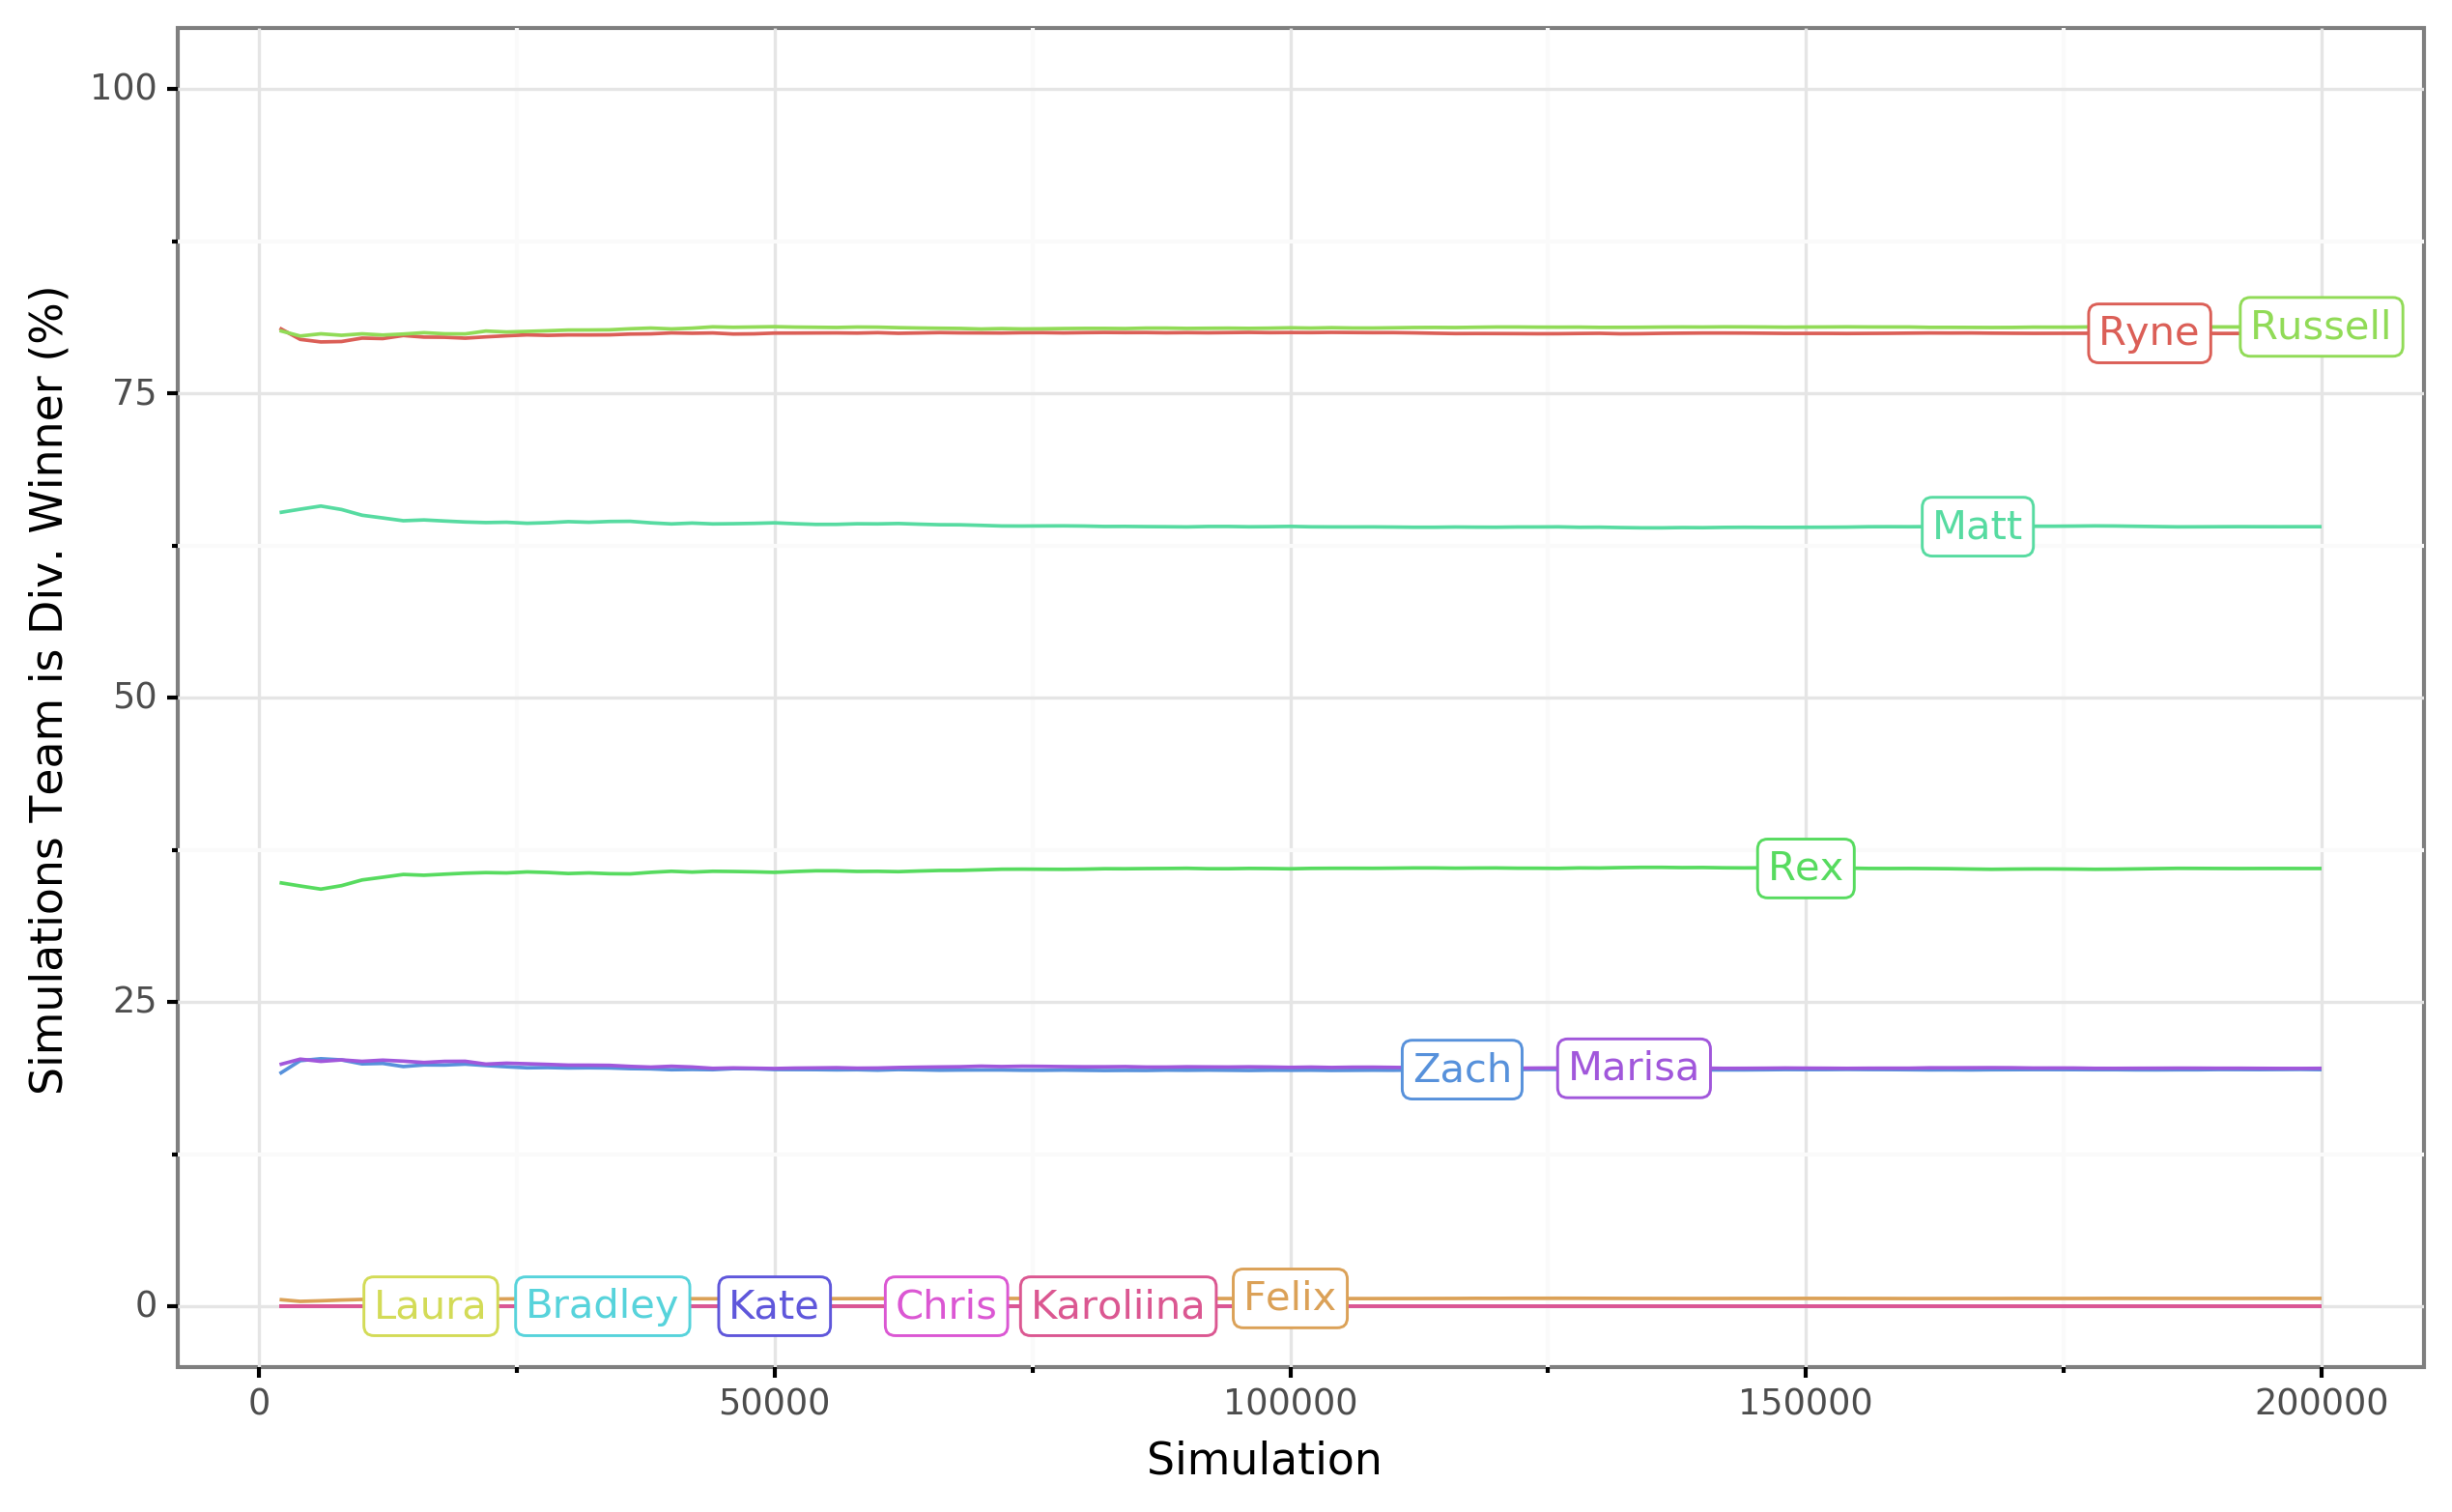 Simulations Team is Div. Winner (%)
100
75
50
25
0
Ryne
Russell
Matt
Rex
Zach
Marisa
Laura
Bradley
Kate
Chris
Karoliina
Felix
0
50000
100000
150000
200000
Simulation